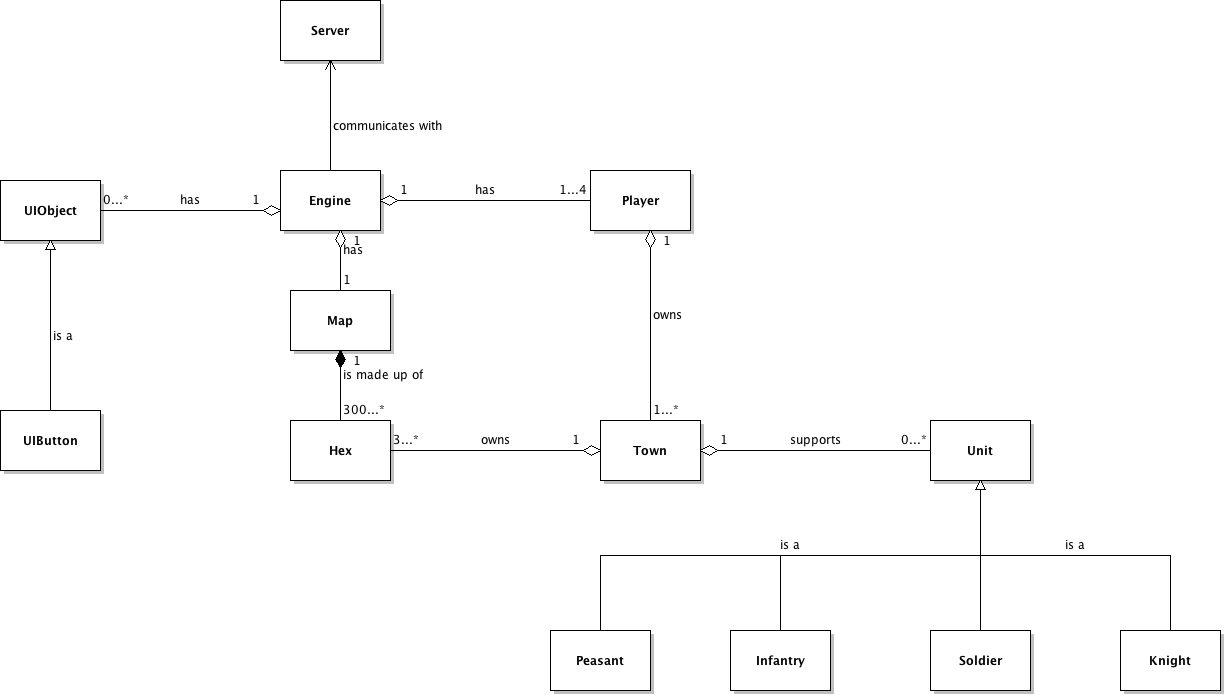 Server
communicates with
UIObject
0...*
has
1
Engine
1
has
1...4
Player
1
has
1
1
owns
is a
Map
1
is made up of
300...*
1...*
UIButton
Hex
3...*
owns
1
Town
1
supports
0...*
Unit
is a
is a
Peasant
Infantry
Soldier
Knight